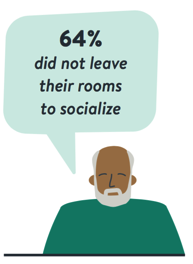 64%
did not leave
their rooms
to socialize